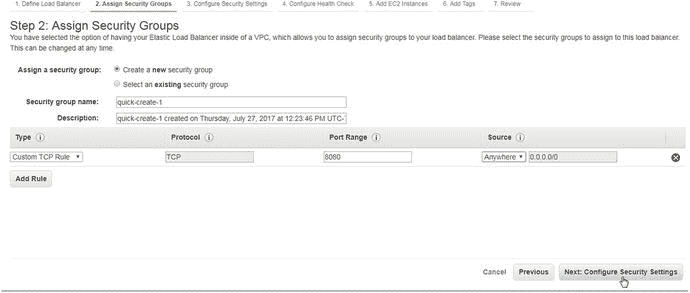 1. Define Load Balancer 2. Assign Security Groups 3. Configure Security Settings 4. Configure Health Check 5. Add EC2 Instances 6. Add Tags 7. Review
Step 2: Assign Security Groups
You have selected the option of having your Elastic Load Balancer inside of a VPC, which allows you to assign security groups to your load balancer. Please select the security groups to assign to this load balancer.
This can be changed at any time.
Assign a security group: Create a new security group
Select an existing security group
Security group name: quick-create-1
Description: quick-create-1 created on Thursday, July 27, 2017 at 12:23:46 PM UTC-
Type Protocol Port Range Source
Custom TCP Rule TCP 8080 Anywhere 0.0.0.0/0
Add Rule
Cancel Previous Next: Configure Security Settings